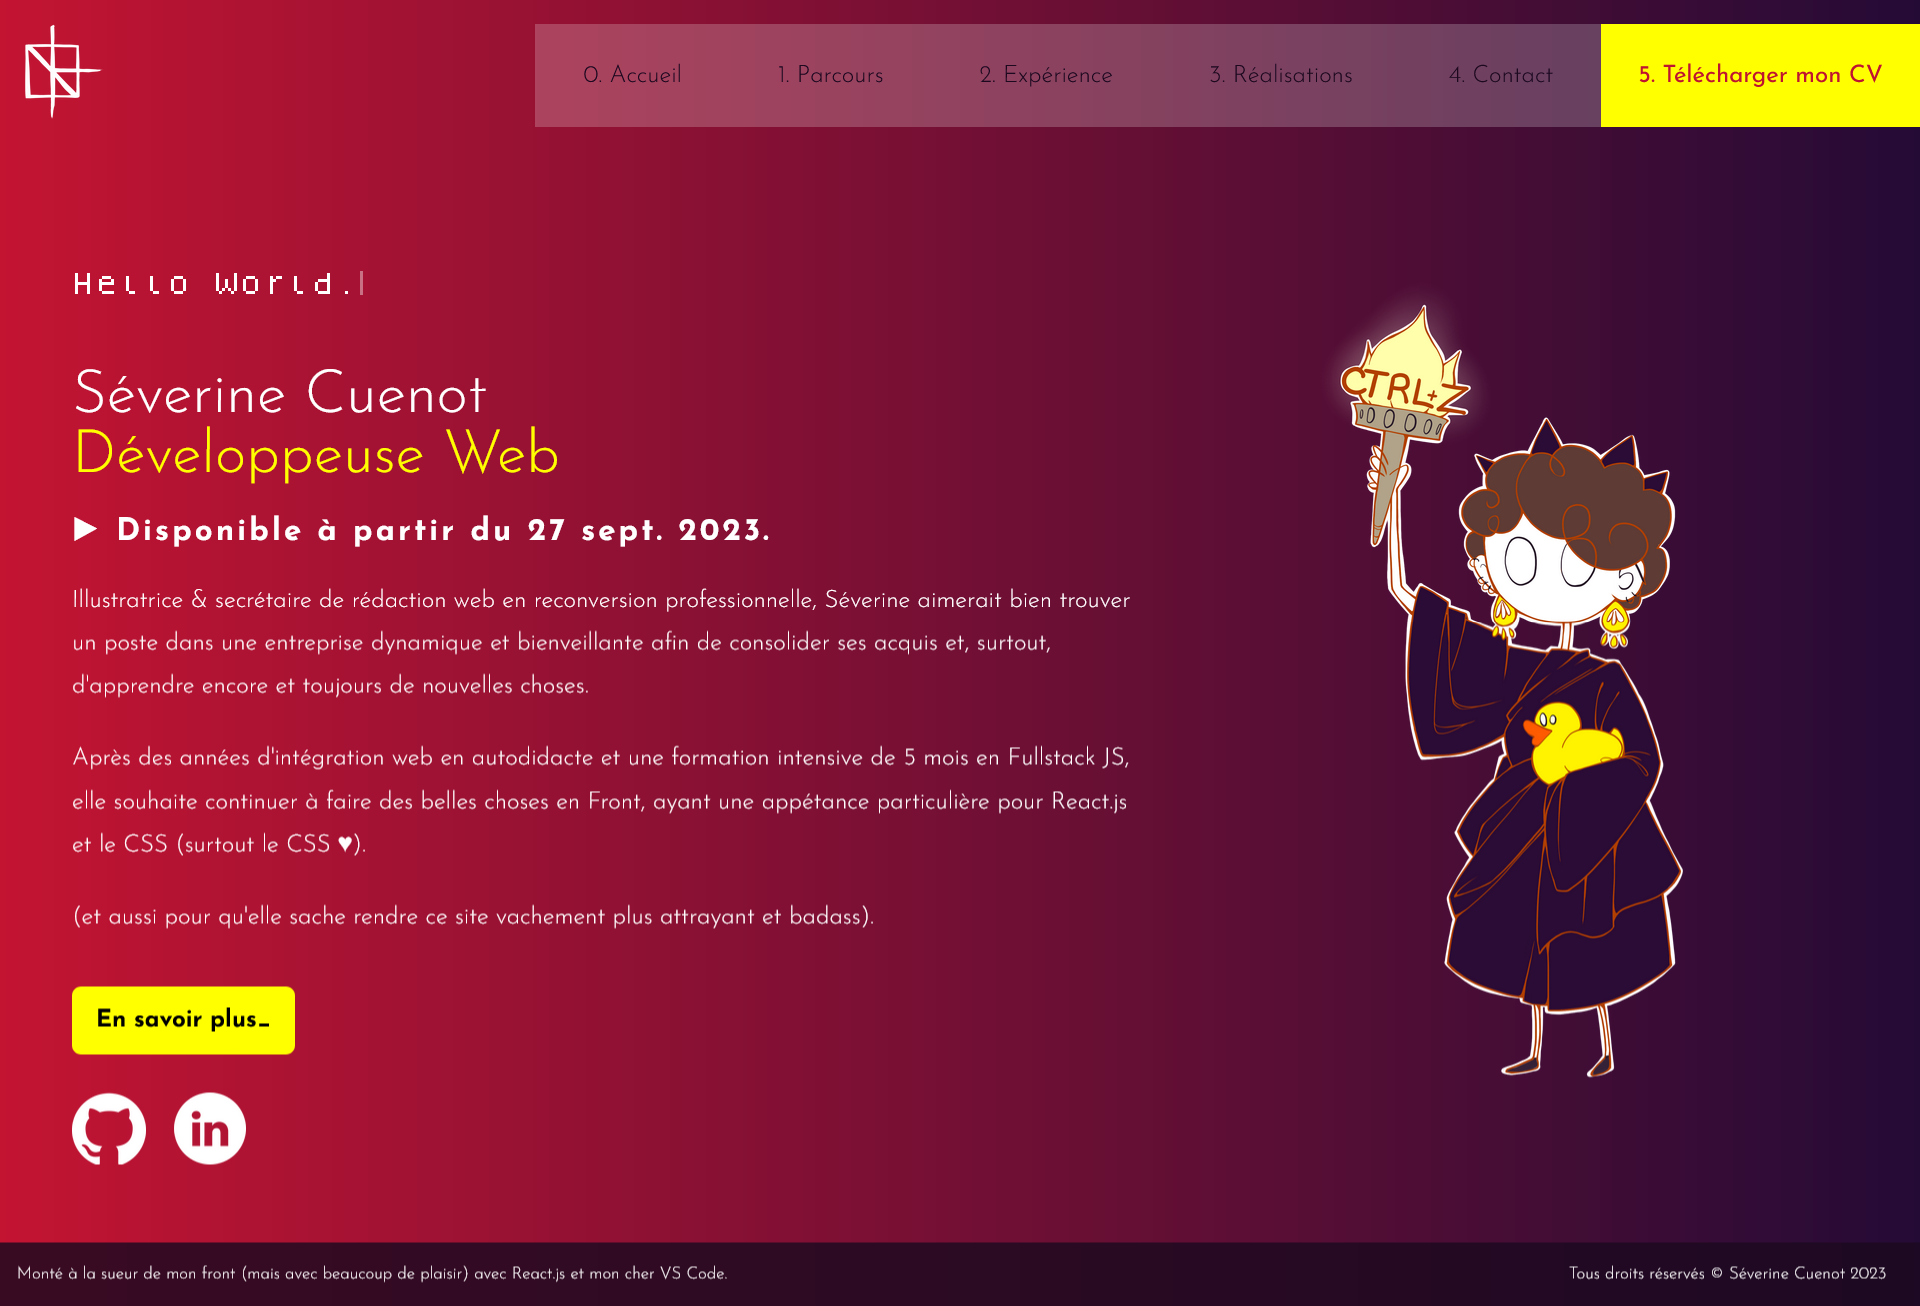 0. Accueil
1. Parcours
2. Expérience
3. Réalisations
4. Contact
5. Télécharger mon CV
Hello World.
Séverine Cuenot
Développeuse Web
▶ Disponible à partir du 27 sept. 2023.
Illustratrice & secrétaire de rédaction web en reconversion professionnelle, Séverine aimerait bien trouver
un poste dans une entreprise dynamique et bienveillante afin de consolider ses acquis et, surtout,
d'apprendre encore et toujours de nouvelles choses.
Après des années d'intégration web en autodidacte et une formation intensive de 5 mois en Fullstack JS,
elle souhaite continuer à faire des belles choses en Front, ayant une appétance particulière pour React.js
et le CSS (surtout le CSS ♥).
(et aussi pour qu'elle sache rendre ce site vachement plus attrayant et badass).
En savoir plus_
in
CTRL+Z
Monté à la sueur de mon front (mais avec beaucoup de plaisir) avec React.js et mon cher VS Code.
Tous droits réservés © Séverine Cuenot 2023